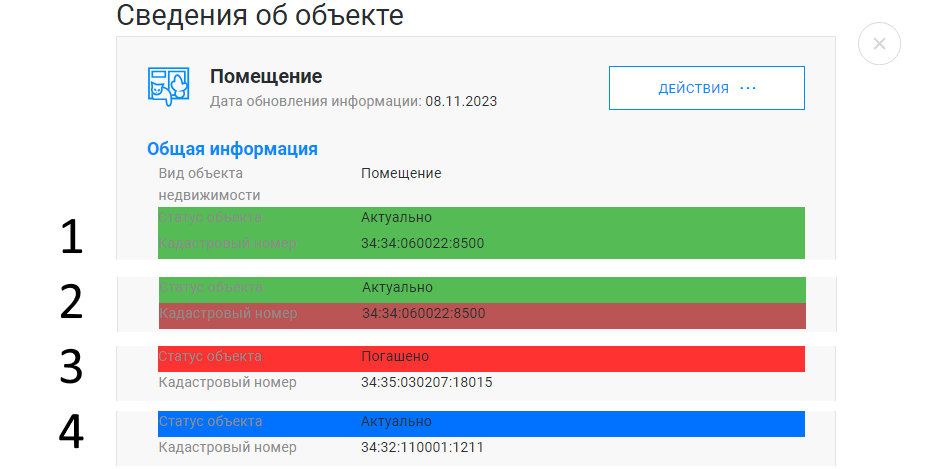 Сведения об объекте
Помещение
Дата обновления информации: 08.11.2023
ДЕЙСТВИЯ ...
Общая информация
Вид объекта недвижимости Помещение
1
Статус объекта Актуально
Кадастровый номер 34:34:060022:8500
2
Статус объекта Актуально
Кадастровый номер 34:34:060022:8500
3
Статус объекта Погашено
Кадастровый номер 34:35:030207:18015
4
Статус объекта Актуально
Кадастровый номер 34:32:110001:1211